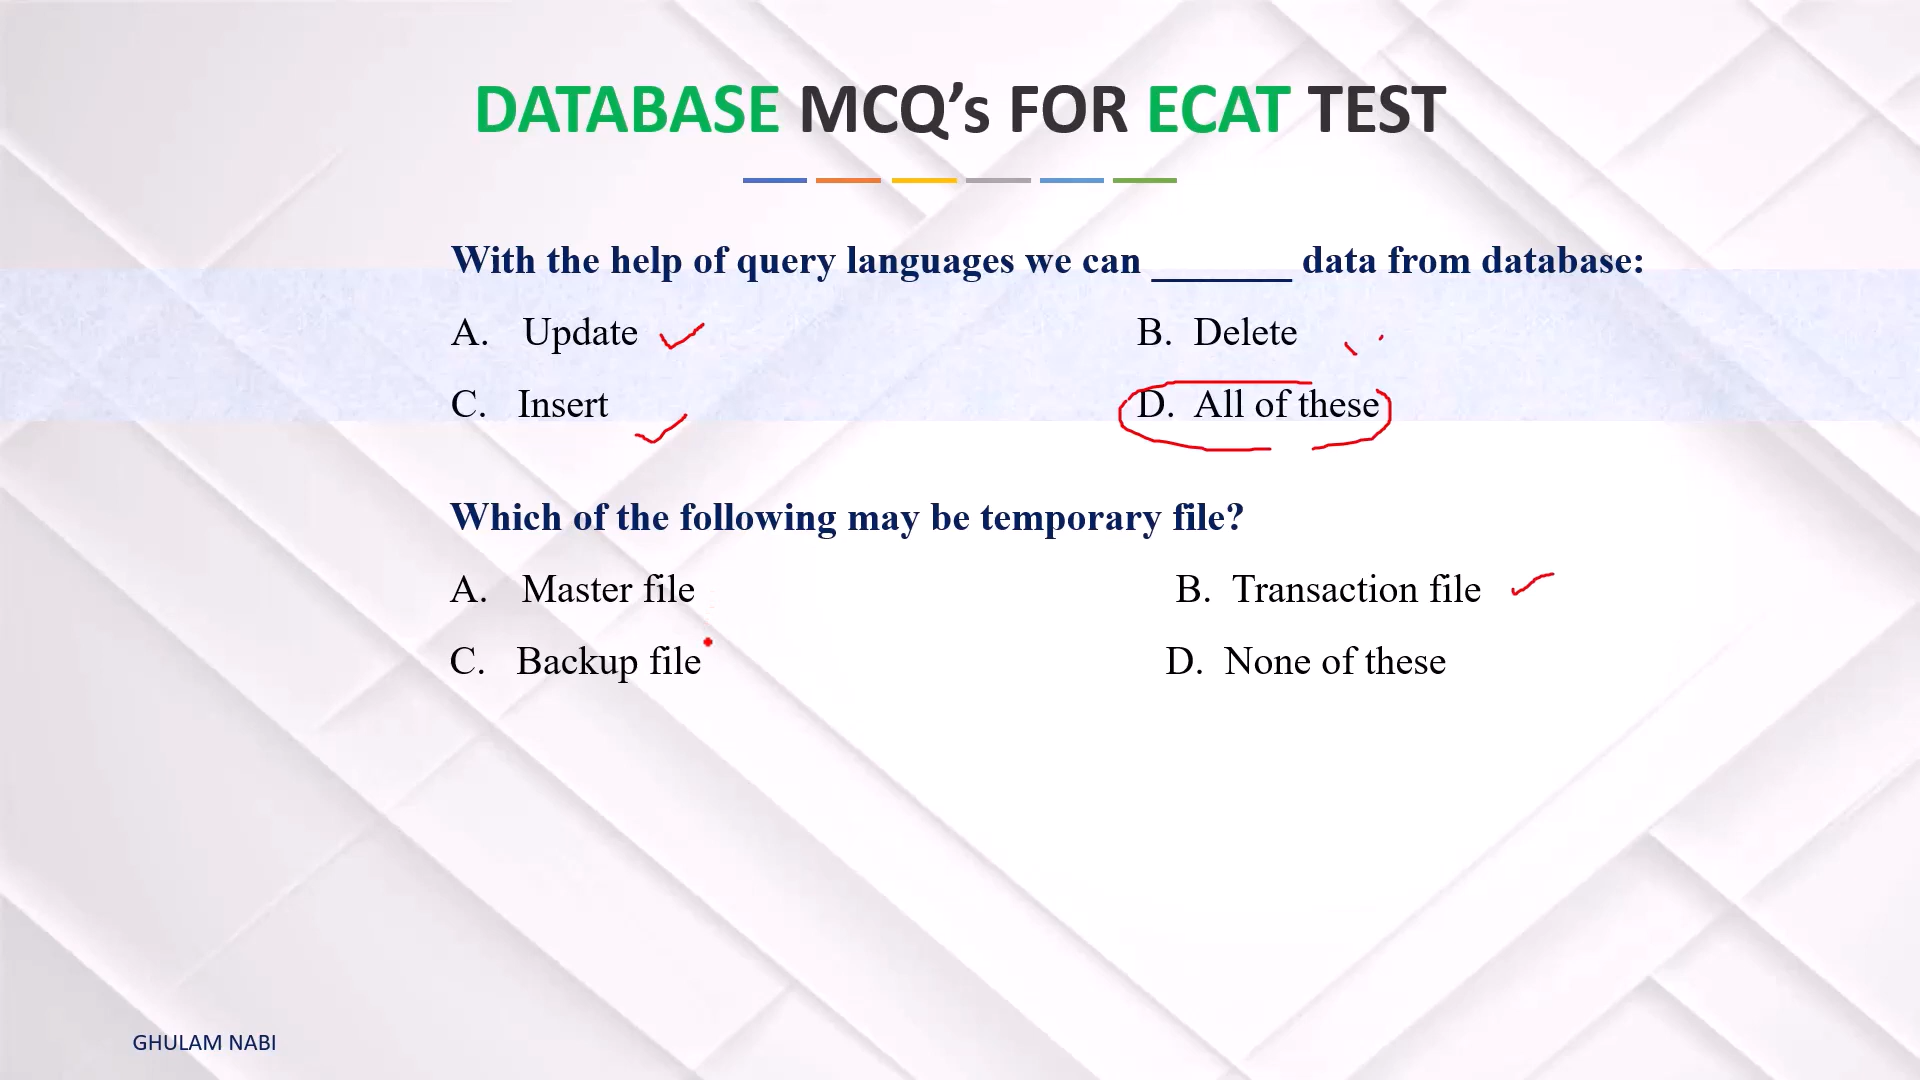 DATABASE MCQ’s FOR ECAT TEST
With the help of query languages we can _______ data from database:
A. Update B. Delete
C. Insert D. All of these
Which of the following may be temporary file?
A. Master file B. Transaction file
C. Backup file D. None of these
GHULAM NABI